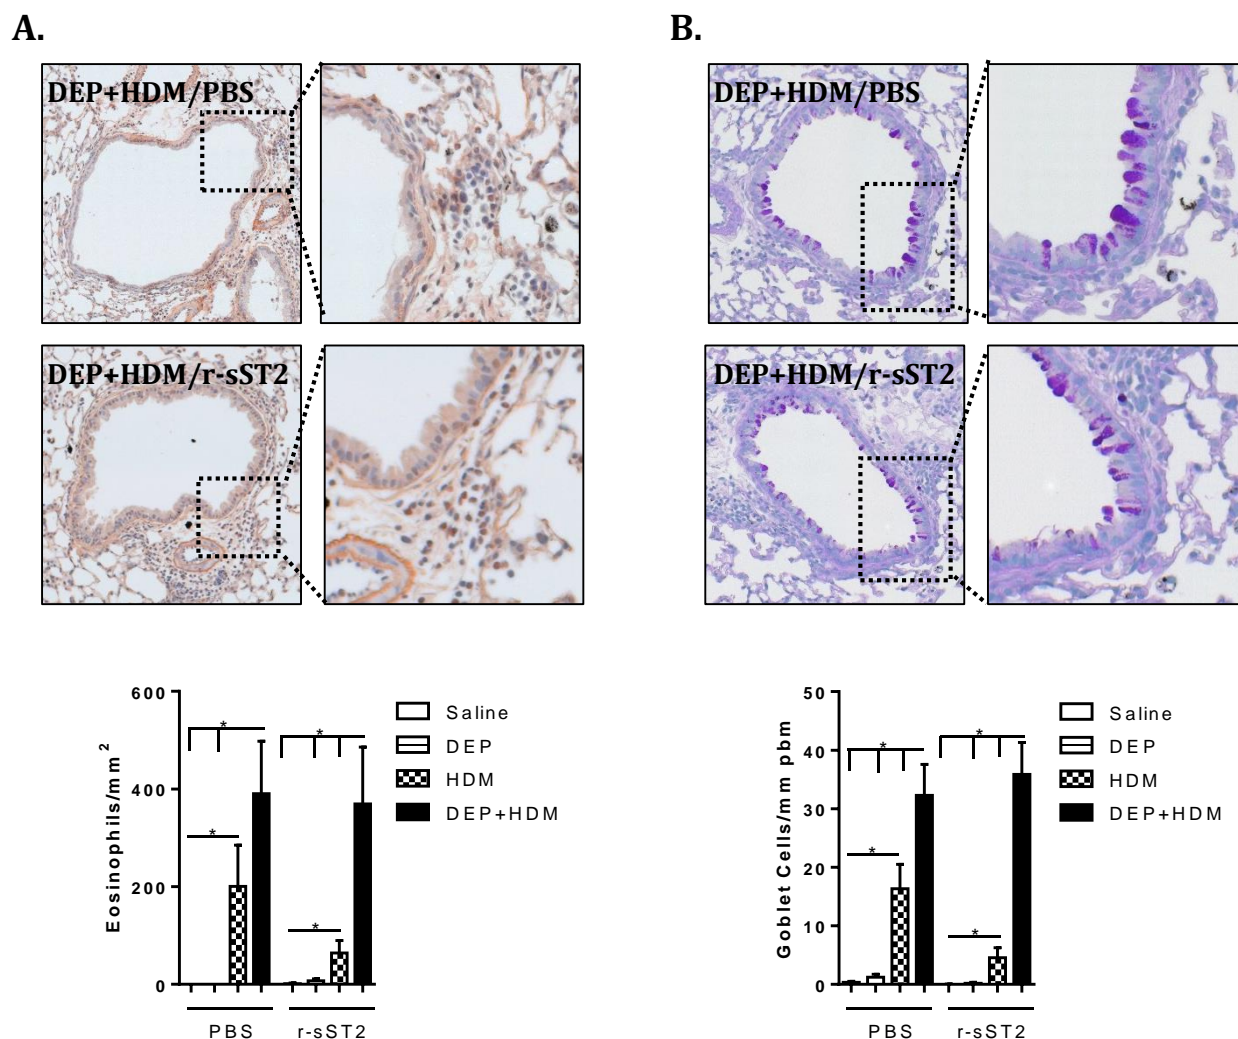 A.
B.
DEP+HDM/PBS
DEP+HDM/PBS
DEP+HDM/r-sST2
DEP+HDM/r-sST2
Eosinophils/mm²
600
400
200
0
*
*
*
*
PBS
r-sST2
Saline
DEP
HDM
DEP+HDM
Goblet Cells/mm pbm
50
40
30
20
10
0
*
*
*
*
PBS
r-sST2
Saline
DEP
HDM
DEP+HDM